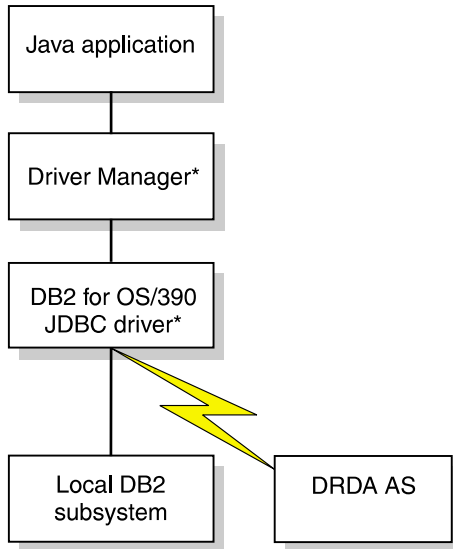 Java application
Driver Manager*
DB2 for OS/390
JDBC driver*
Local DB2
subsystem
DRDA AS